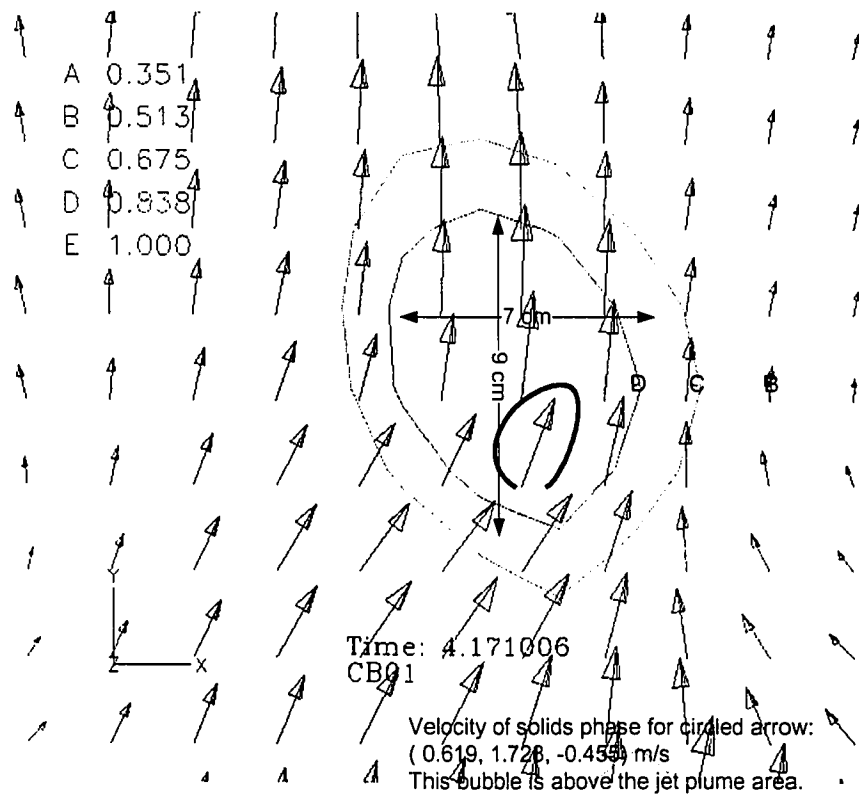 A 0.351
B 0.513
C 0.675
D 0.838
E 1.000
7 cm
9 cm
D C B
Y
Z X
Time: 4.171006
CB01
Velocity of solids phase for circled arrow:
( 0.619, 1.728, -0.455) m/s
This bubble is above the jet plume area.